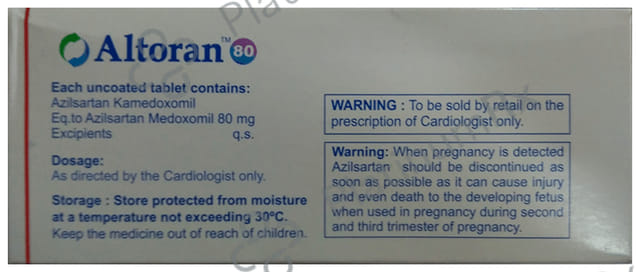 Altoran™ 80
Each uncoated tablet contains:
Azilsartan Kamedoxomil
Eq.to Azilsartan Medoxomil 80 mg
Excipients q.s.
Dosage:
As directed by the Cardiologist only.
Storage : Store protected from moisture
at a temperature not exceeding 30°C.
Keep the medicine out of reach of children.
WARNING : To be sold by retail on the
prescription of Cardiologist only.
Warning: When pregnancy is detected
Azilsartan should be discontinued as
soon as possible as it can cause injury
and even death to the developing fetus
when used in pregnancy during second
and third trimester of pregnancy.